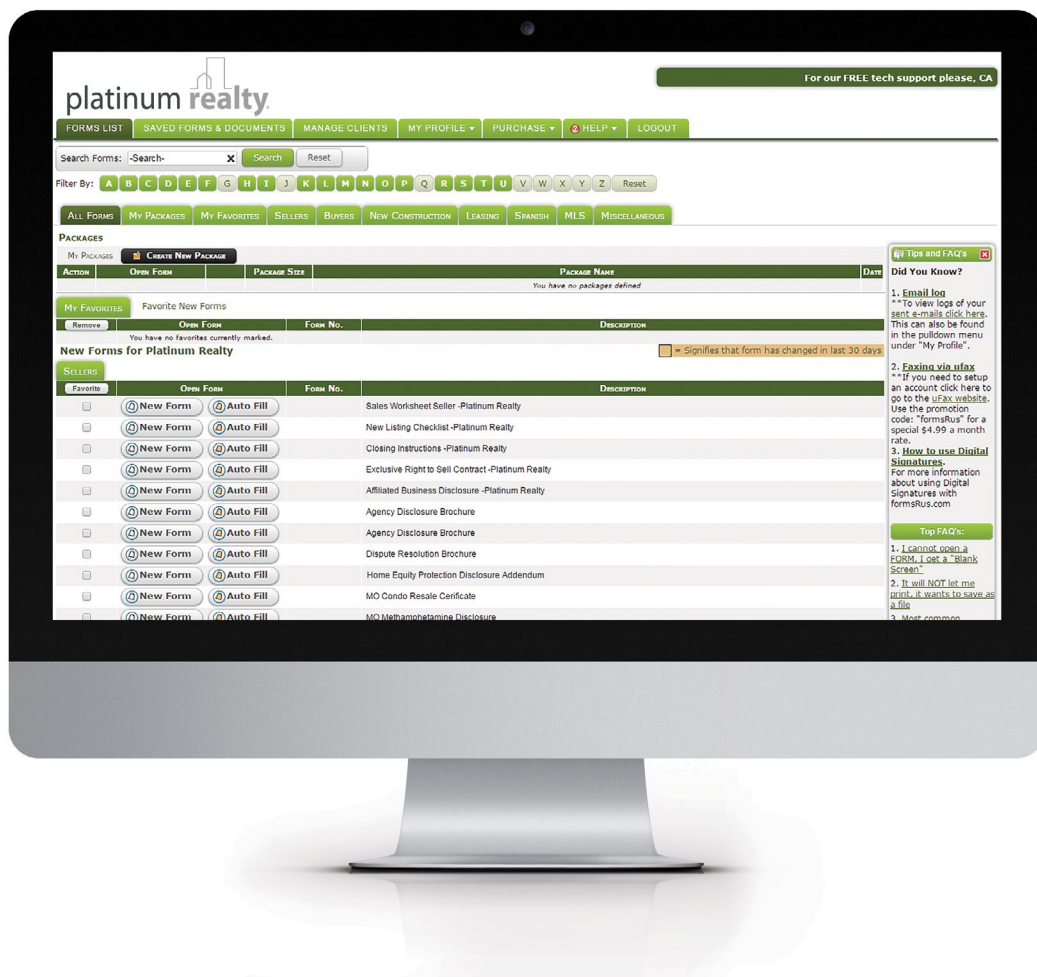 platinum realty.
For our FREE tech support please, CA
FORMS LIST SAVED FORMS & DOCUMENTS MANAGE CLIENTS MY PROFILE PURCHASE HELP LOGOUT
Search Forms: -Search- X Search Reset
Filter By: A B C D E F G H I J K L M N O P Q R S T U V W X Y Z Reset
ALL FORMS MY PACKAGES MY FAVORITES SELLERS BUYERS NEW CONSTRUCTION LEASING SPANISH MLS MISCELLANEOUS
PACKAGES
MY PACKAGES CREATE NEW PACKAGE
ACTION OPEN FORM PACKAGE SIZE PACKAGE NAME DATE
You have no packages defined
MY FAVORITES Favorite New Forms
Remove OPEN FORM FORM NO. DESCRIPTION
You have no favorites currently marked.
New Forms for Platinum Realty = Signifies that form has changed in last 30 days
SELLERS
Favorite OPEN FORM FORM NO. DESCRIPTION
New Form Auto Fill Sales Worksheet Seller -Platinum Realty
New Form Auto Fill New Listing Checklist -Platinum Realty
New Form Auto Fill Closing Instructions -Platinum Realty
New Form Auto Fill Exclusive Right to Sell Contract -Platinum Realty
New Form Auto Fill Affiliated Business Disclosure -Platinum Realty
New Form Auto Fill Agency Disclosure Brochure
New Form Auto Fill Agency Disclosure Brochure
New Form Auto Fill Dispute Resolution Brochure
New Form Auto Fill Home Equity Protection Disclosure Addendum
New Form Auto Fill MO Condo Resale Cerificate
New Form Auto Fill MO Methamphetamine Disclosure
Tips and FAQ's X
Did You Know?
1. Email log
**To view logs of your
sent e-mails click here.
This can also be found
in the pulldown menu
under "My Profile".
2. Faxing via ufax
**If you need to setup
an account click here to
go to the uFax website.
Use the promotion
code: "formsRus" for a
special $4.99 a month
rate.
3. How to use Digital
Signatures.
For more information
about using Digital
Signatures with
formsRus.com
Top FAQ's:
1. I cannot open a
FORM, I get a "Blank
Screen"
2. It will NOT let me
print, it wants to save as
a file
3. Most common